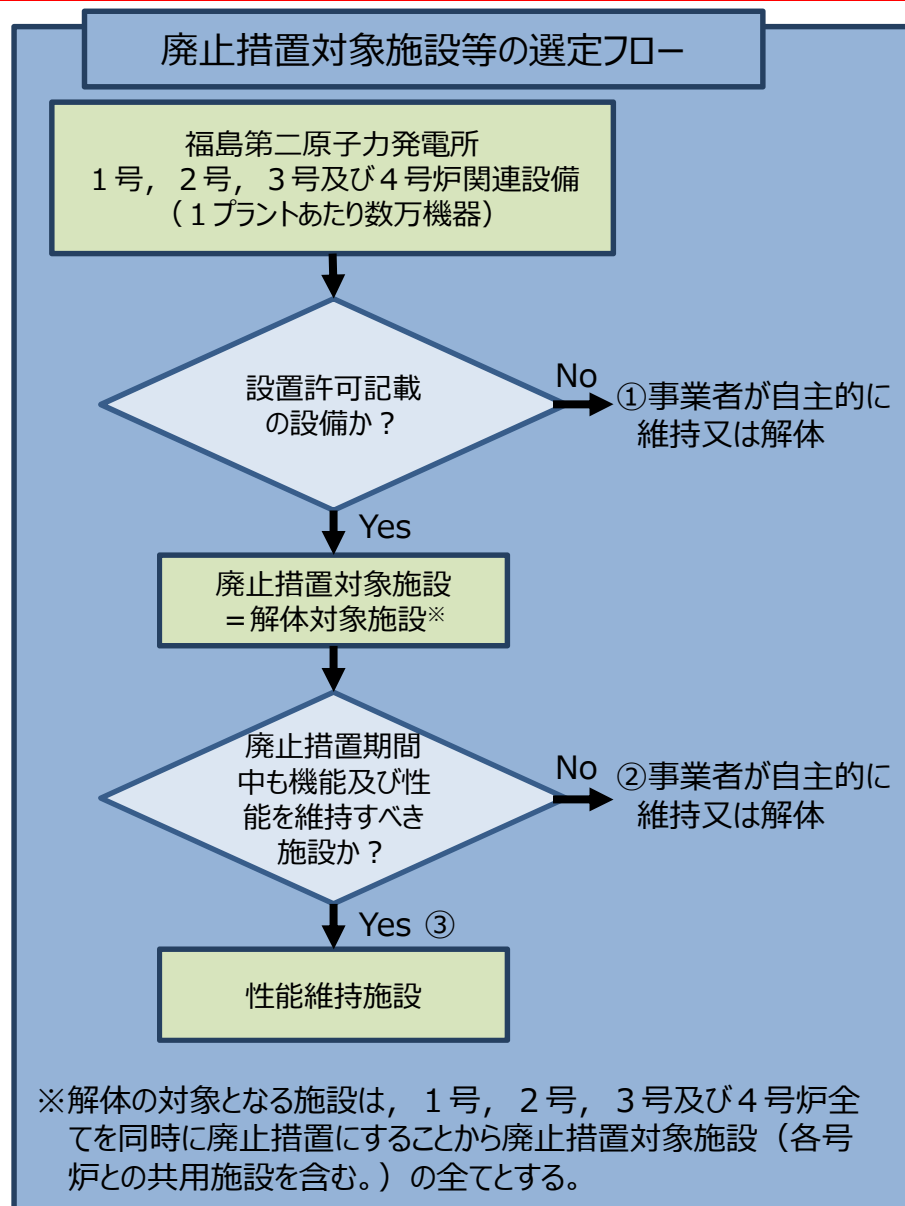 廃止措置対象施設等の選定フロー
福島第二原子力発電所
１号，２号，３号及び４号炉関連設備
（１プラントあたり数万機器）
設置許可記載
の設備か？
No
①事業者が自主的に
維持又は解体
Yes
廃止措置対象施設
＝解体対象施設※
廃止措置期間
中も機能及び性
能を維持すべき
施設か？
No
②事業者が自主的に
維持又は解体
Yes ③
性能維持施設
※解体の対象となる施設は，１号，２号，３号及び４号炉全
てを同時に廃止措置にすることから廃止措置対象施設（各号
炉との共用施設を含む。）の全てとする。